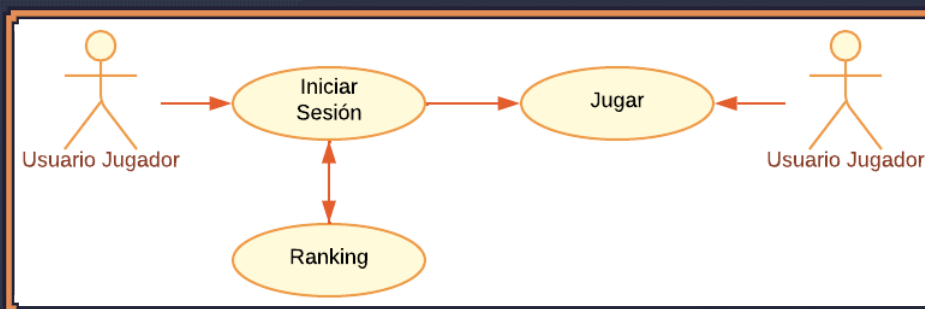 Iniciar
Sesión
Jugar
Usuario Jugador
Usuario Jugador
Ranking